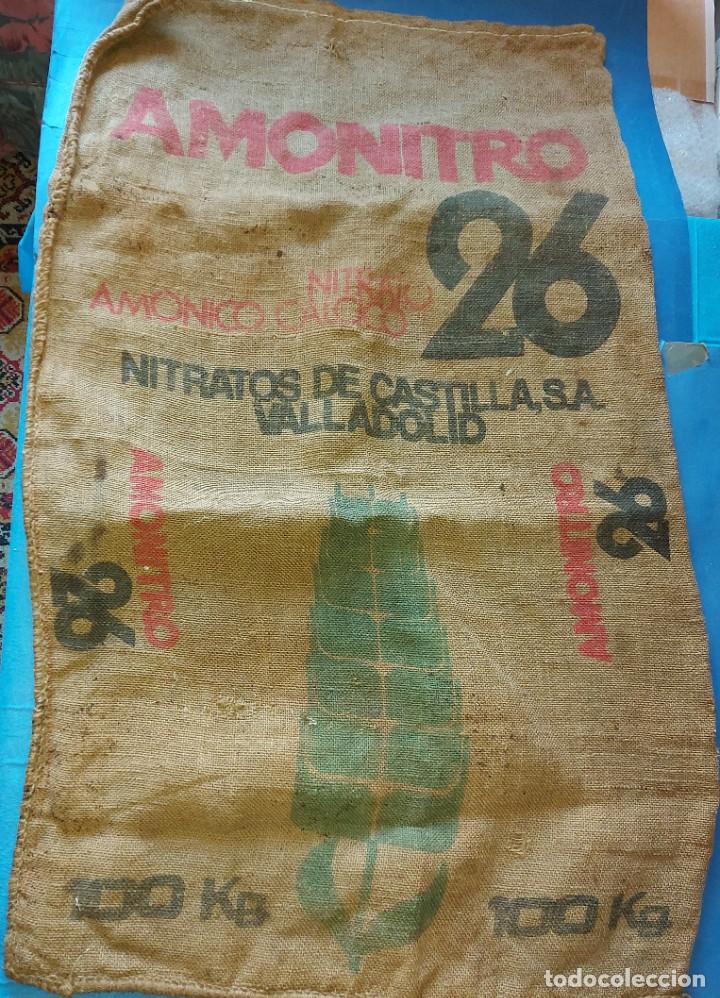 AMONITRO
26
NITRATO
AMONICO CALCICO
NITRATOS DE CASTILLA, S.A.
VALLADOLID
AMONITRO
26
AMONITRO
26
100 KG
100 KG
todocoleccion